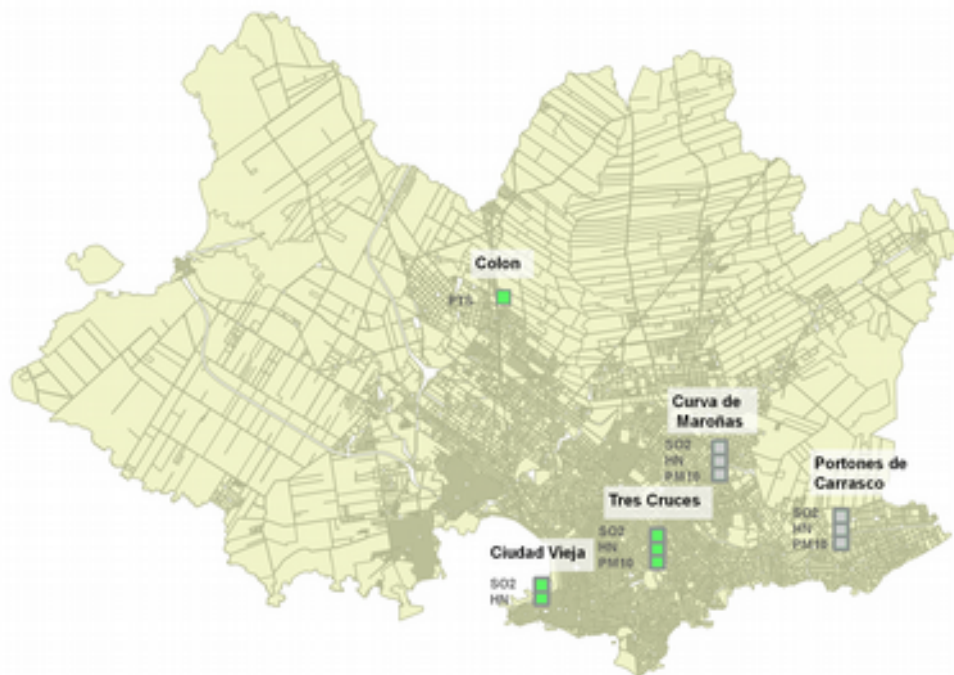 Colon
PTS
Curva de
Maroñas
SO2
HN
PM10
Portones de
Carrasco
SO2
HN
PM10
Tres Cruces
SO2
HN
PM10
Ciudad Vieja
SO2
HN